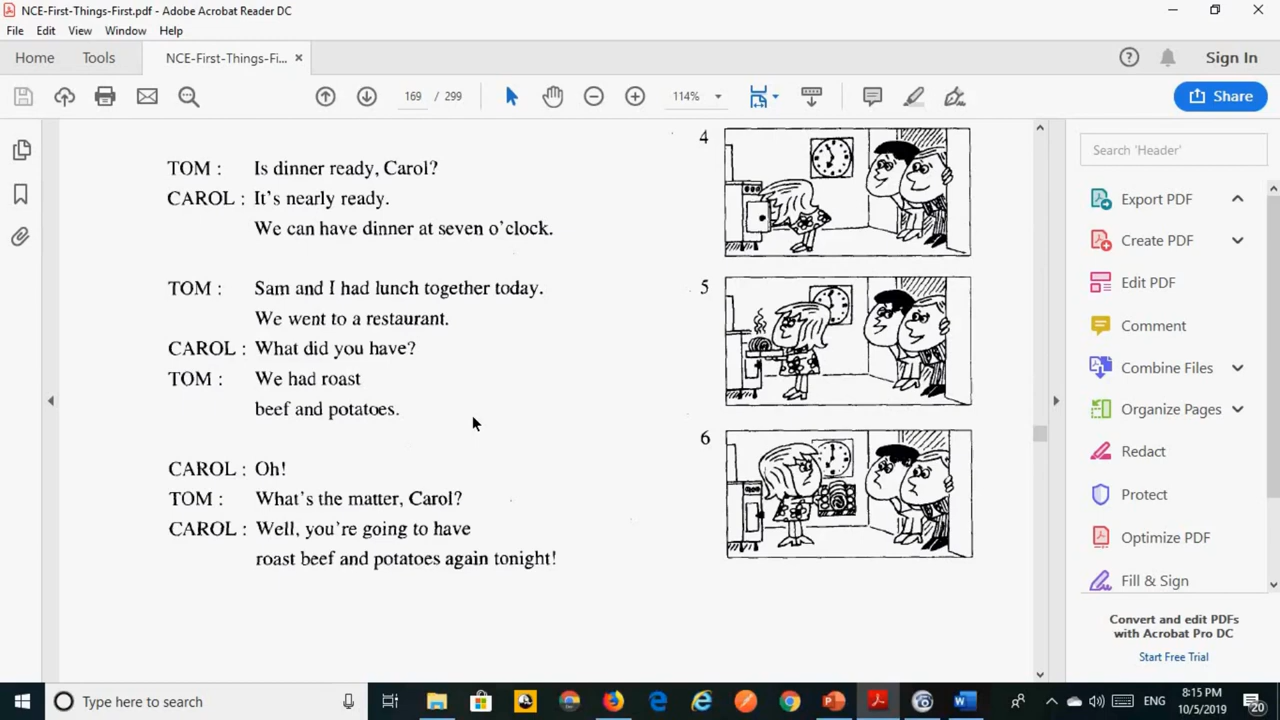 NCE-First-Things-First.pdf - Adobe Acrobat Reader DC
File Edit View Window Help
Home Tools NCE-First-Things-Fi... × Sign In
169 / 299 114% Share
4
TOM : Is dinner ready, Carol?
CAROL : It's nearly ready.
We can have dinner at seven o'clock.
5
TOM : Sam and I had lunch together today.
We went to a restaurant.
CAROL : What did you have?
TOM : We had roast
beef and potatoes.
6
CAROL : Oh!
TOM : What's the matter, Carol?
CAROL : Well, you're going to have
roast beef and potatoes again tonight!
Search 'Header'
Export PDF
Create PDF
Edit PDF
Comment
Combine Files
Organize Pages
Redact
Protect
Optimize PDF
Fill & Sign
Convert and edit PDFs
with Acrobat Pro DC
Start Free Trial
Type here to search
ENG
8:15 PM
10/5/2019
20